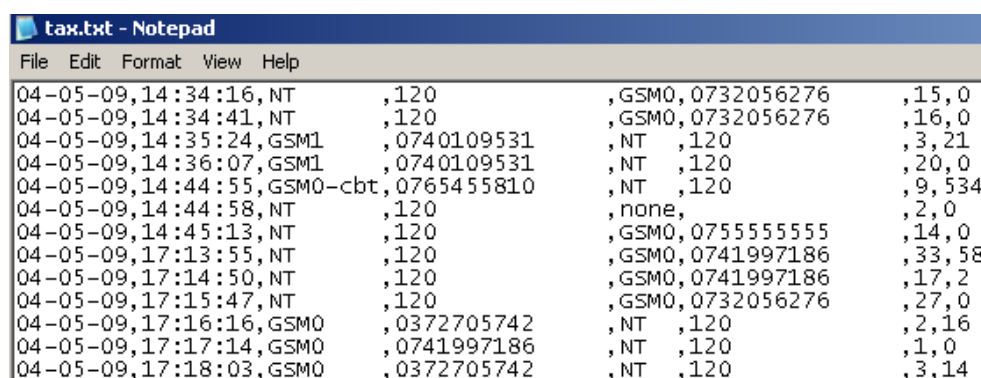 tax.txt - Notepad
File Edit Format View Help
04-05-09,14:34:16,NT ,120 ,GSM0,0732056276 ,15,0
04-05-09,14:34:41,NT ,120 ,GSM0,0732056276 ,16,0
04-05-09,14:35:24,GSM1 ,0740109531 ,NT ,120 ,3,21
04-05-09,14:36:07,GSM1 ,0740109531 ,NT ,120 ,20,0
04-05-09,14:44:55,GSM0-cbt,0765455810 ,NT ,120 ,9,534
04-05-09,14:44:58,NT ,120 ,none, ,2,0
04-05-09,14:45:13,NT ,120 ,GSM0,0755555555 ,14,0
04-05-09,17:13:55,NT ,120 ,GSM0,0741997186 ,33,58
04-05-09,17:14:50,NT ,120 ,GSM0,0741997186 ,17,2
04-05-09,17:15:47,NT ,120 ,GSM0,0732056276 ,27,0
04-05-09,17:16:16,GSM0 ,0372705742 ,NT ,120 ,2,16
04-05-09,17:17:14,GSM0 ,0741997186 ,NT ,120 ,1,0
04-05-09,17:18:03,GSM0 ,0372705742 ,NT ,120 ,3,14